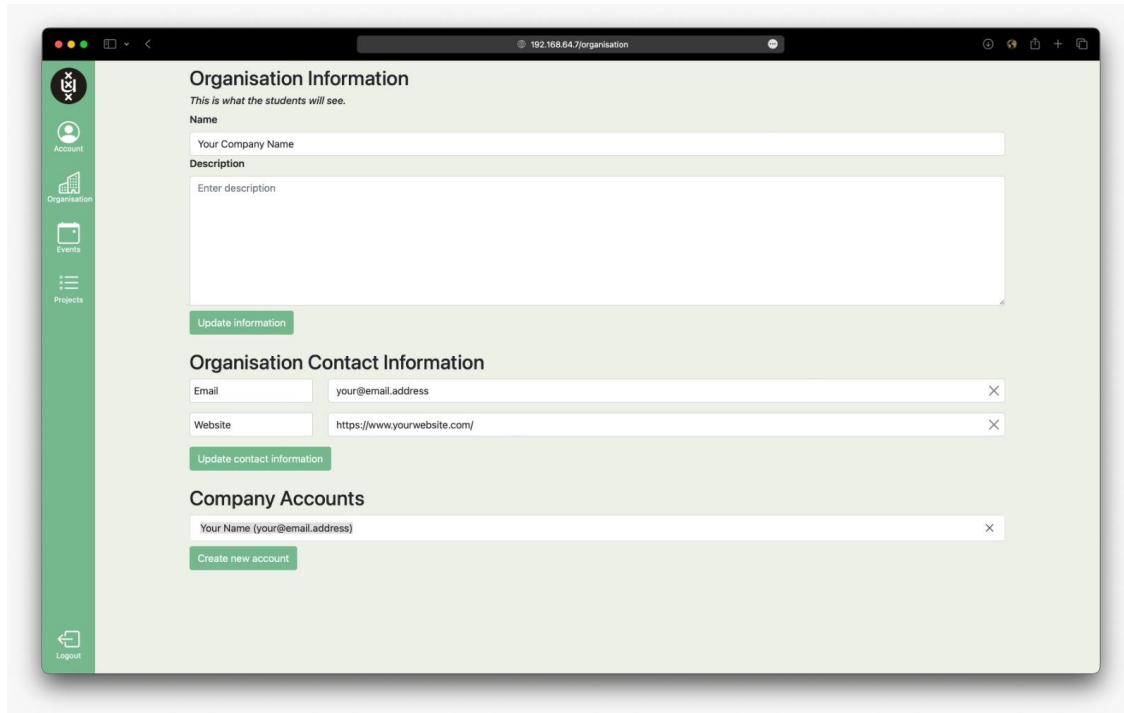 192.168.64.7/organisation
Account
Organisation
Events
Projects
Logout
Organisation Information
This is what the students will see.
Name
Your Company Name
Description
Enter description
Update information
Organisation Contact Information
Email your@email.address
Website https://www.yourwebsite.com/
Update contact information
Company Accounts
Your Name (your@email.address)
Create new account